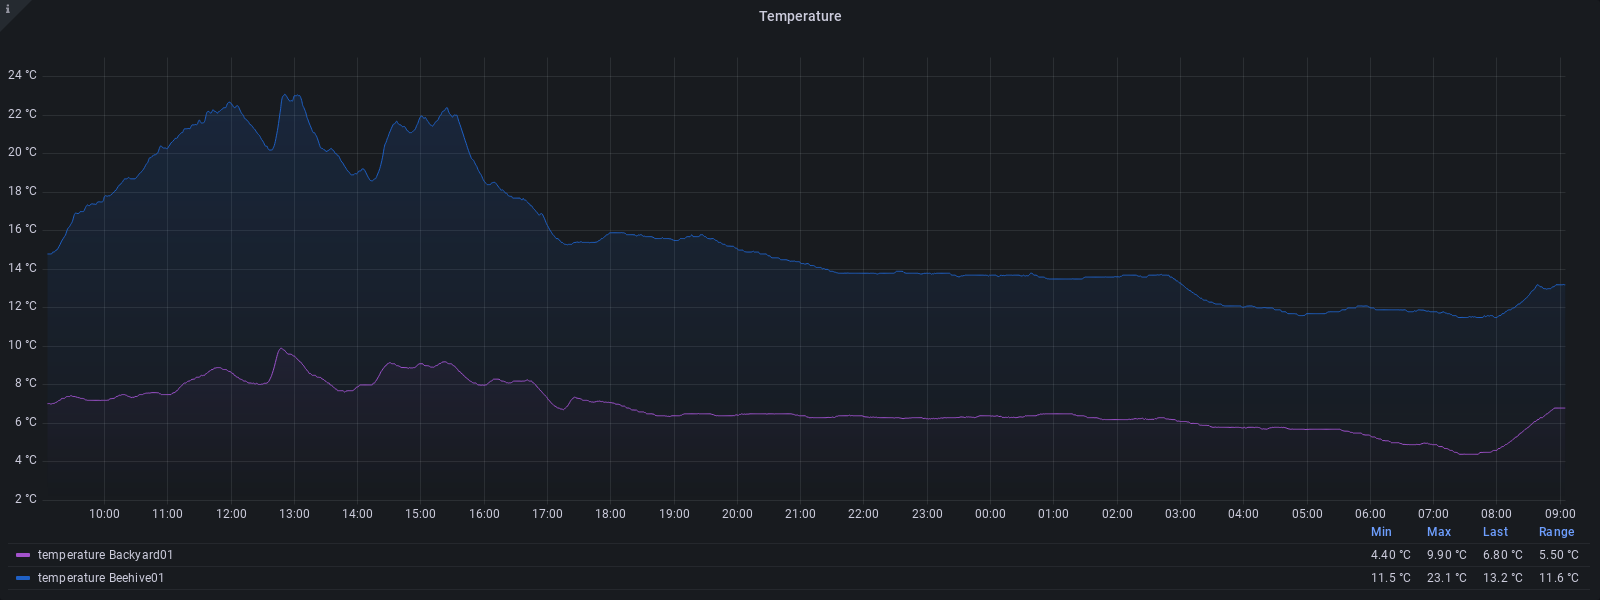 i
Temperature
24 °C
22 °C
20 °C
18 °C
16 °C
14 °C
12 °C
10 °C
8 °C
6 °C
4 °C
2 °C
10:00 11:00 12:00 13:00 14:00 15:00 16:00 17:00 18:00 19:00 20:00 21:00 22:00 23:00 00:00 01:00 02:00 03:00 04:00 05:00 06:00 07:00 08:00 09:00
Min Max Last Range
temperature Backyard01 4.40 °C 9.90 °C 6.80 °C 5.50 °C
temperature Beehive01 11.5 °C 23.1 °C 13.2 °C 11.6 °C